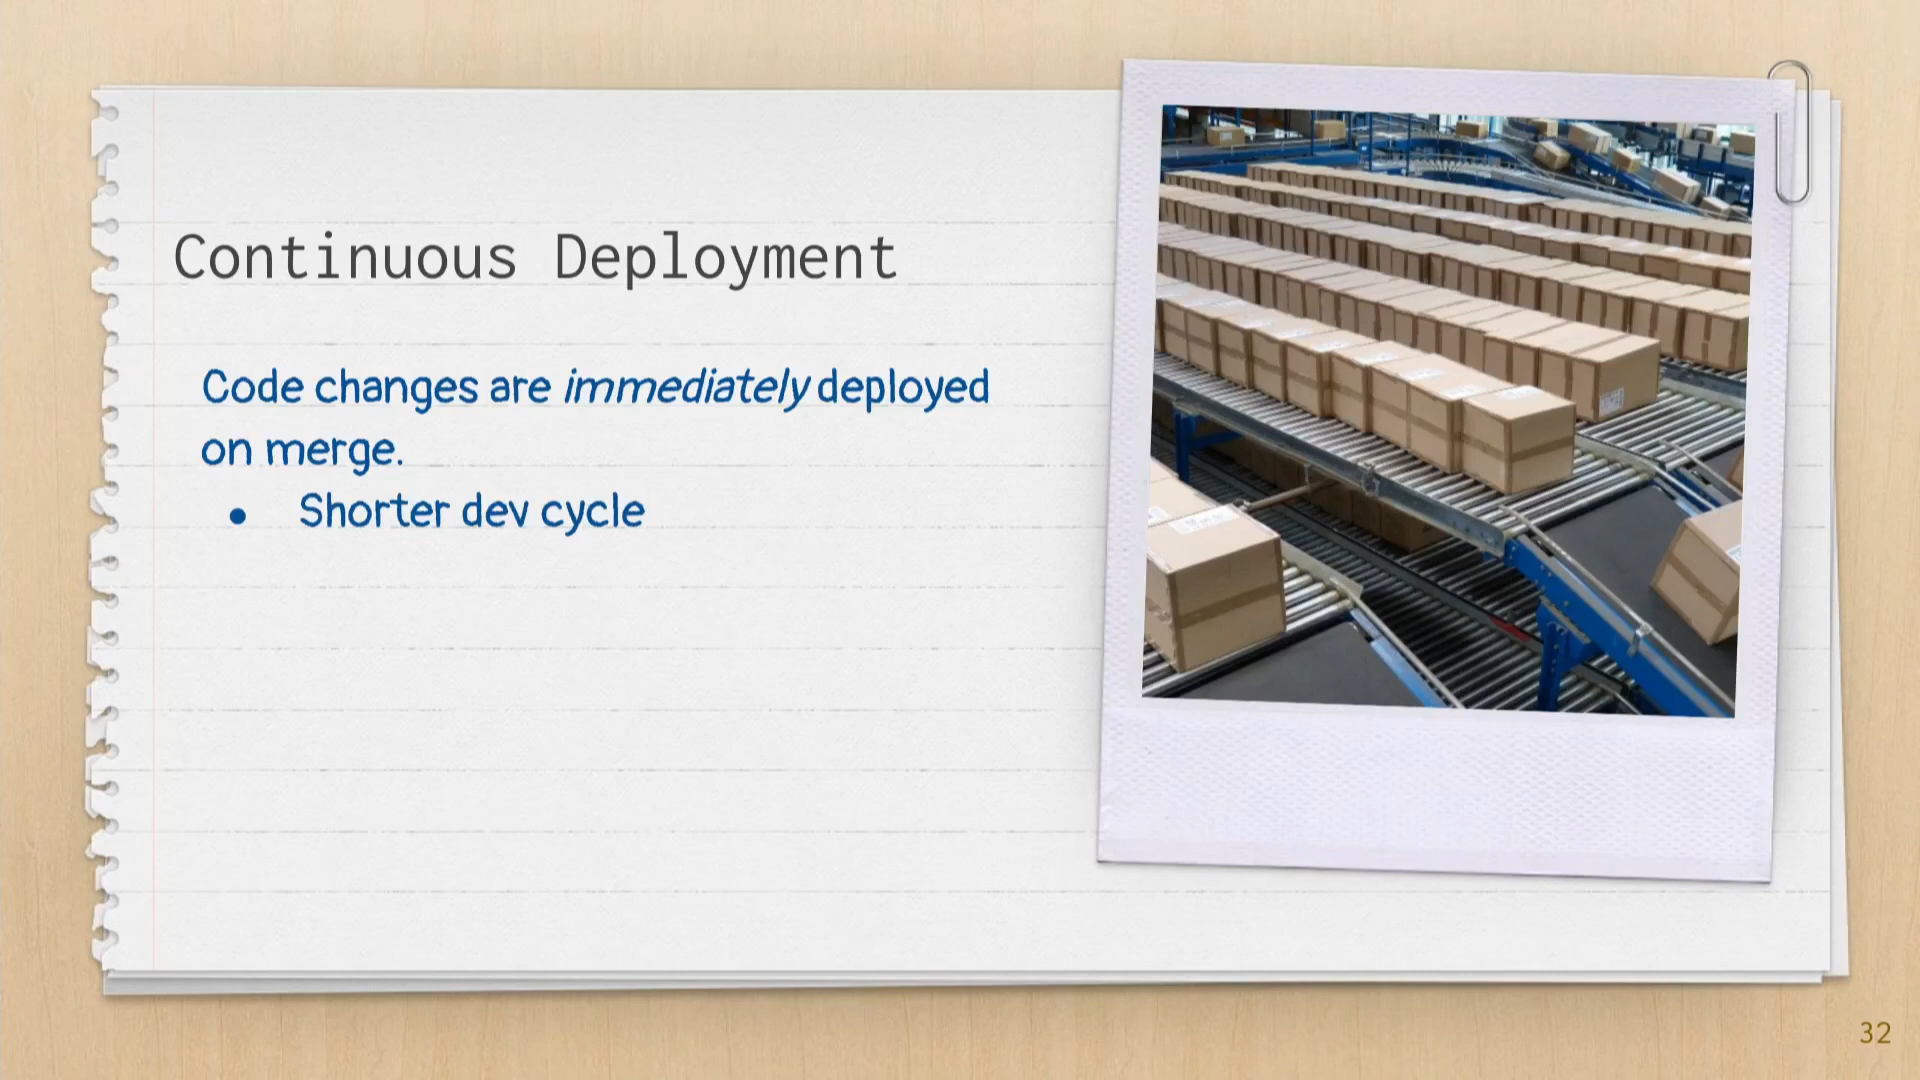 Continuous Deployment
Code changes are immediately deployed
on merge.
● Shorter dev cycle
32